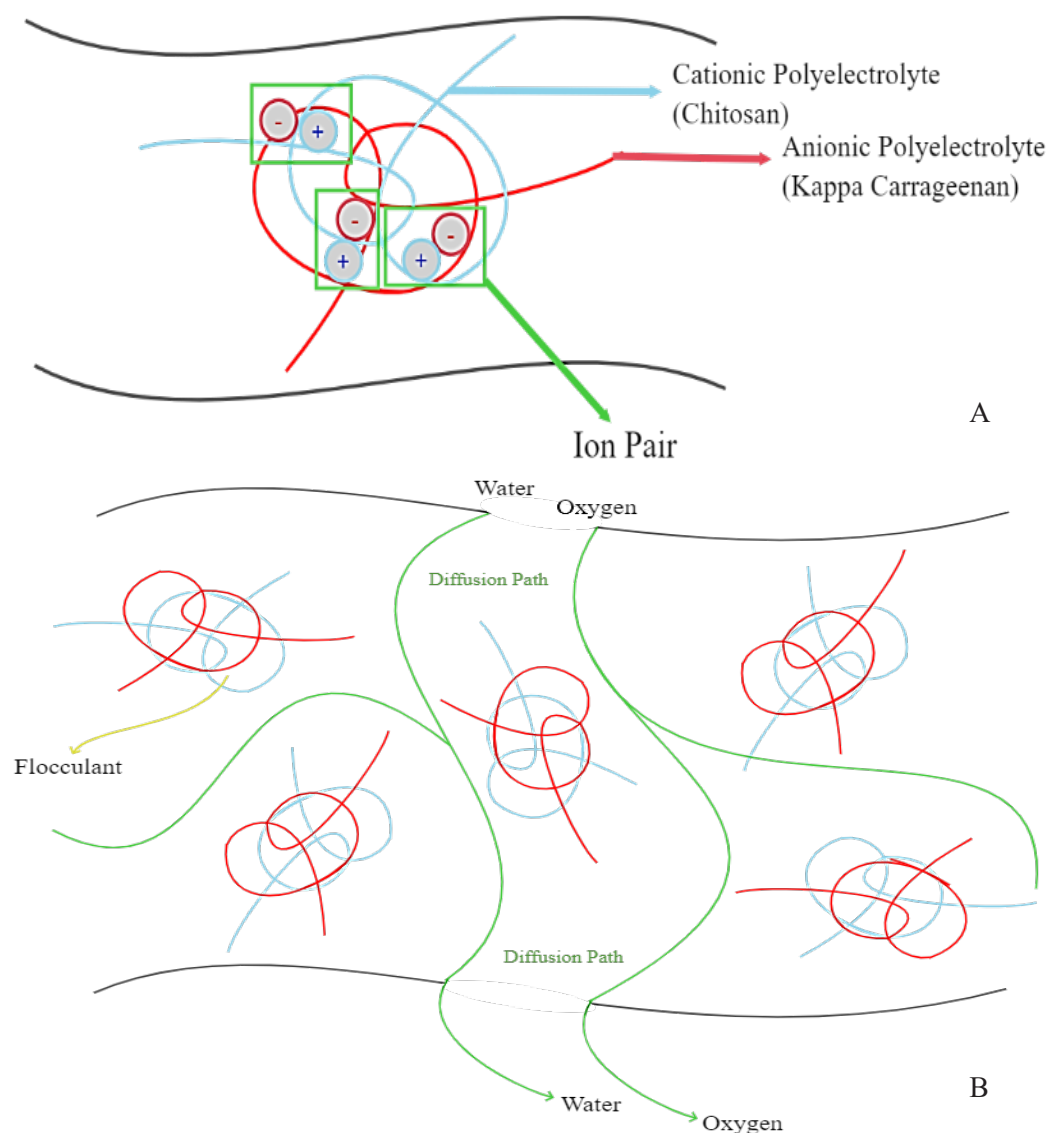 Cationic Polyelectrolyte
(Chitosan)
Anionic Polyelectrolyte
(Kappa Carrageenan)
-
+
-
+
-
+
A
Ion Pair
Water
Oxygen
Diffusion Path
Flocculant
Diffusion Path
Water
Oxygen
B